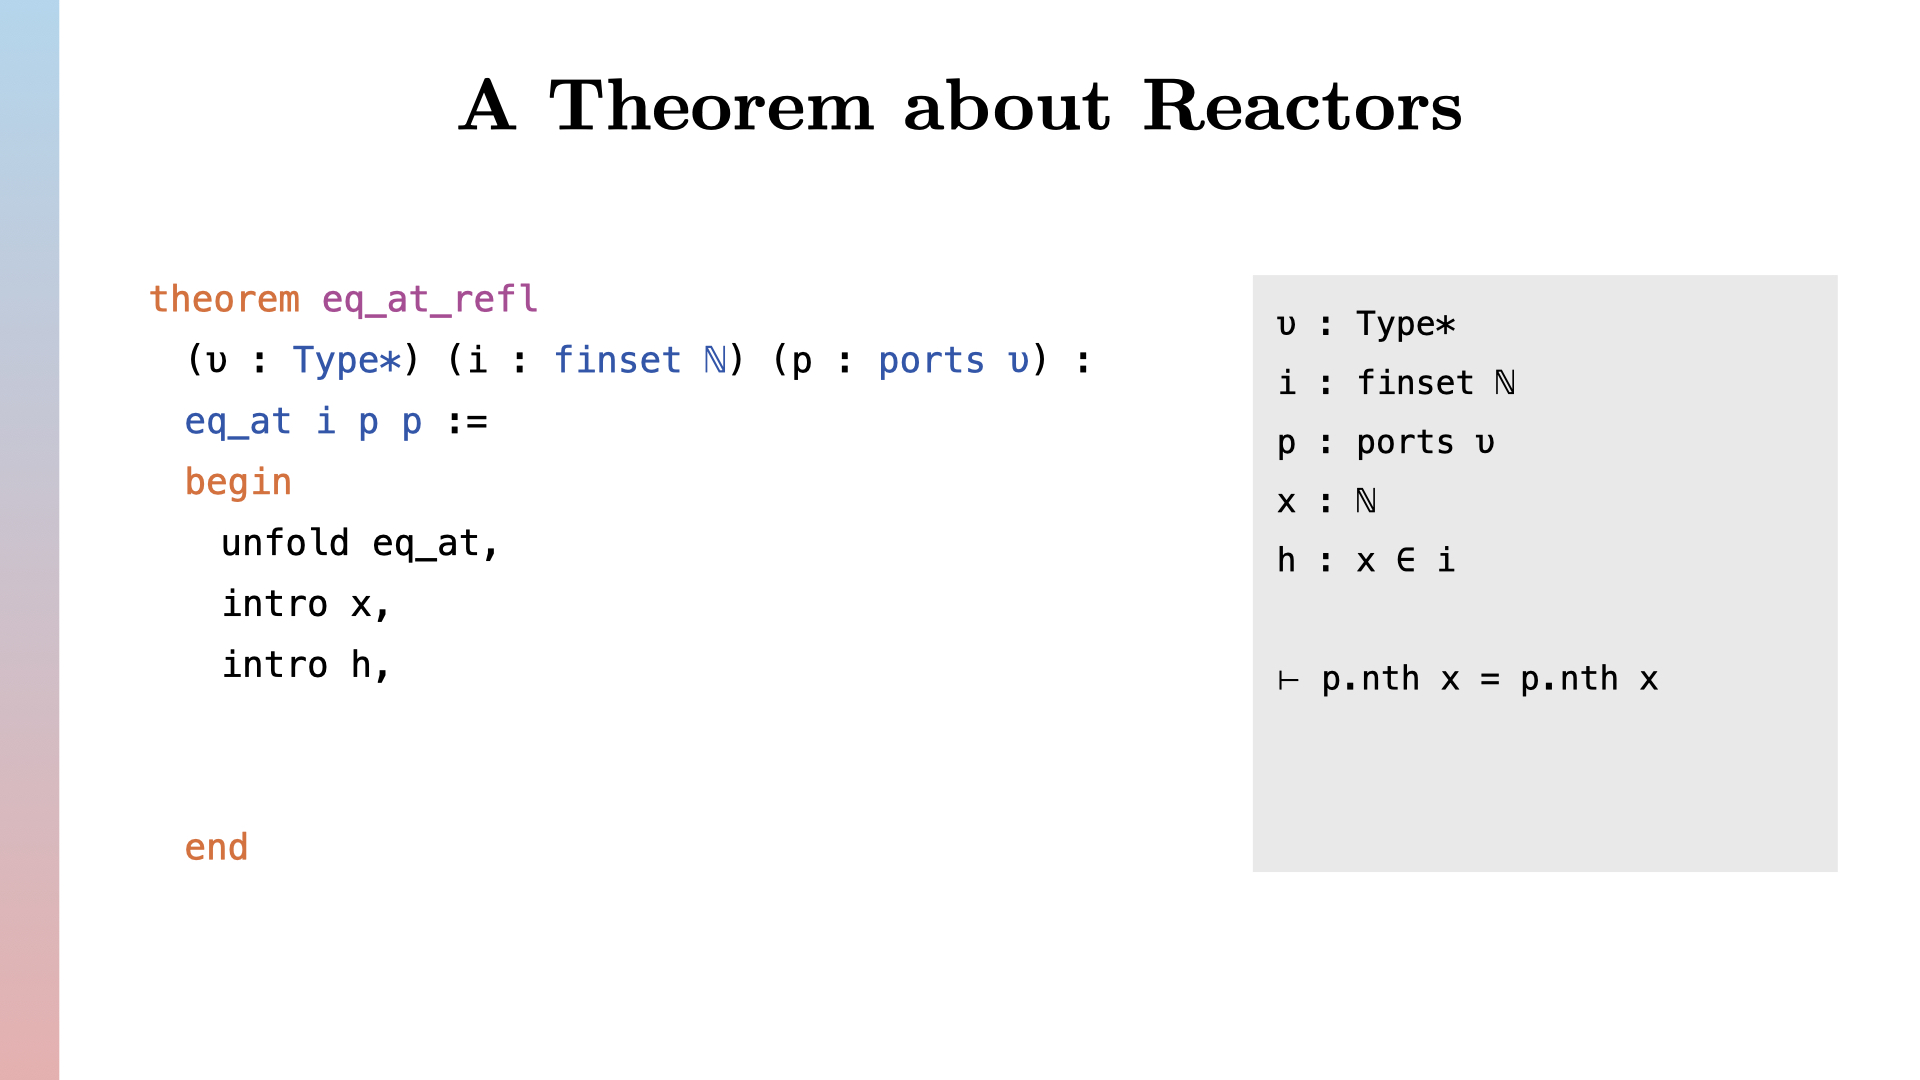 A Theorem about Reactors
theorem eq_at_refl
(υ : Type*) (i : finset ℕ) (p : ports υ) :
eq_at i p p :=
begin
unfold eq_at,
intro x,
intro h,
end
υ : Type*
i : finset ℕ
p : ports υ
x : ℕ
h : x ∈ i
⊢ p.nth x = p.nth x